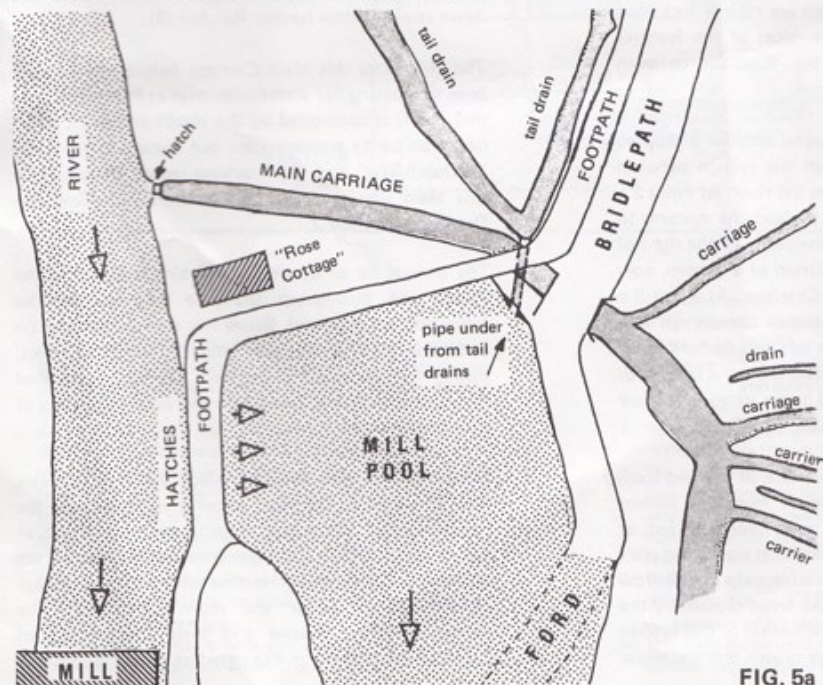 tail drain
tail drain
FOOTPATH
BRIDLEPATH
RIVER
hatch
MAIN CARRIAGE
carriage
"Rose
Cottage"
pipe under
from tail
drains
drain
FOOTPATH
carriage
HATCHES
MILL
POOL
carrier
carrier
FORD
MILL
FIG. 5a